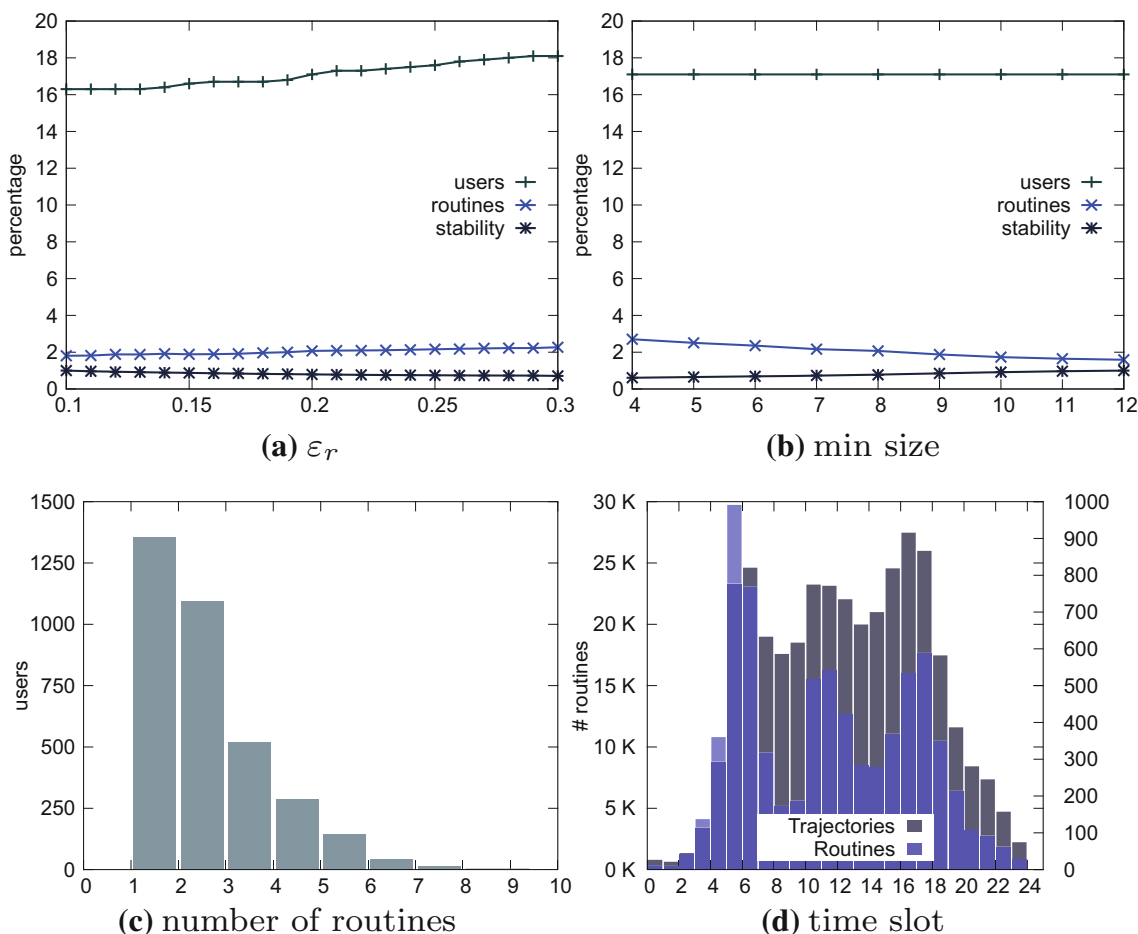 20
18
16
14
12
10
8
6
4
2
0
percentage
users
routines
stability
0.1 0.15 0.2 0.25 0.3
(a) εr
20
18
16
14
12
10
8
6
4
2
0
percentage
users
routines
stability
4 5 6 7 8 9 10 11 12
(b) min size
1500
1250
1000
750
500
250
0
users
0 1 2 3 4 5 6 7 8 9 10
(c) number of routines
30 K
25 K
20 K
15 K
10 K
5 K
0 K
# routines
1000
900
800
700
600
500
400
300
200
100
0
Trajectories
Routines
0 2 4 6 8 10 12 14 16 18 20 22 24
(d) time slot